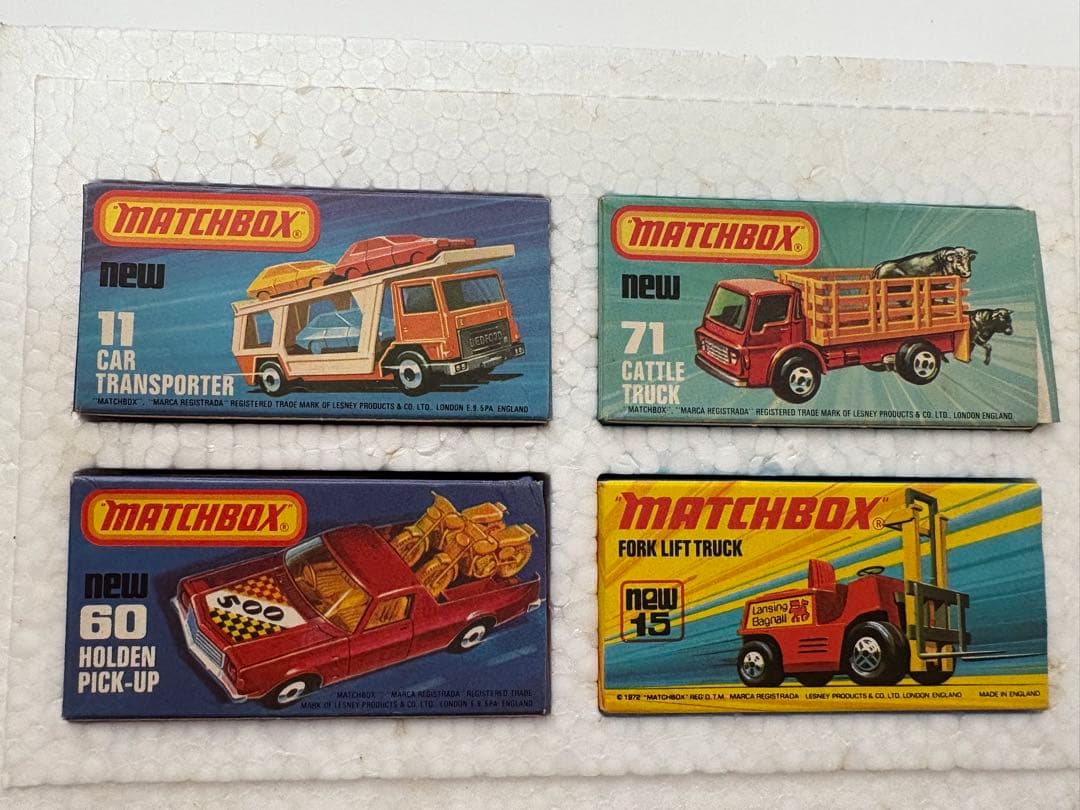 "MATCHBOX"®
new
11
CAR
TRANSPORTER
BEDFORD
"MATCHBOX", "MARCA REGISTRADA" REGISTERED TRADE MARK OF LESNEY PRODUCTS & CO. LTD. LONDON E.9.5PA ENGLAND
"MATCHBOX"®
new
71
CATTLE
TRUCK
"MATCHBOX", "MARCA REGISTRADA" REGISTERED TRADE MARK OF LESNEY PRODUCTS & CO. LTD. LONDON ENGLAND
"MATCHBOX"®
new
60
HOLDEN
PICK-UP
500
"MATCHBOX" "MARCA REGISTRADA" REGISTERED TRADE
MARK OF LESNEY PRODUCTS & CO. LTD. LONDON E.9.5PA ENGLAND
"MATCHBOX"®
FORK LIFT TRUCK
new
15
Lansing
Bagnall
© 1972 "MATCHBOX" REG'D. T.M. MARCA REGISTRADA LESNEY PRODUCTS & CO. LTD. LONDON ENGLAND MADE IN ENGLAND